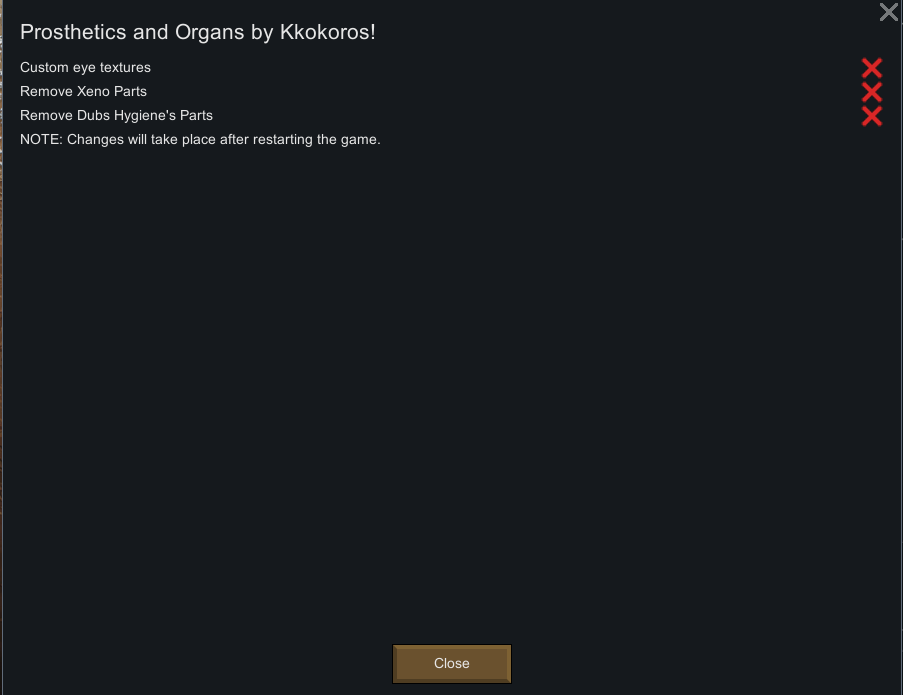 Prosthetics and Organs by Kkokoros!
Custom eye textures
Remove Xeno Parts
Remove Dubs Hygiene's Parts
NOTE: Changes will take place after restarting the game.
Close